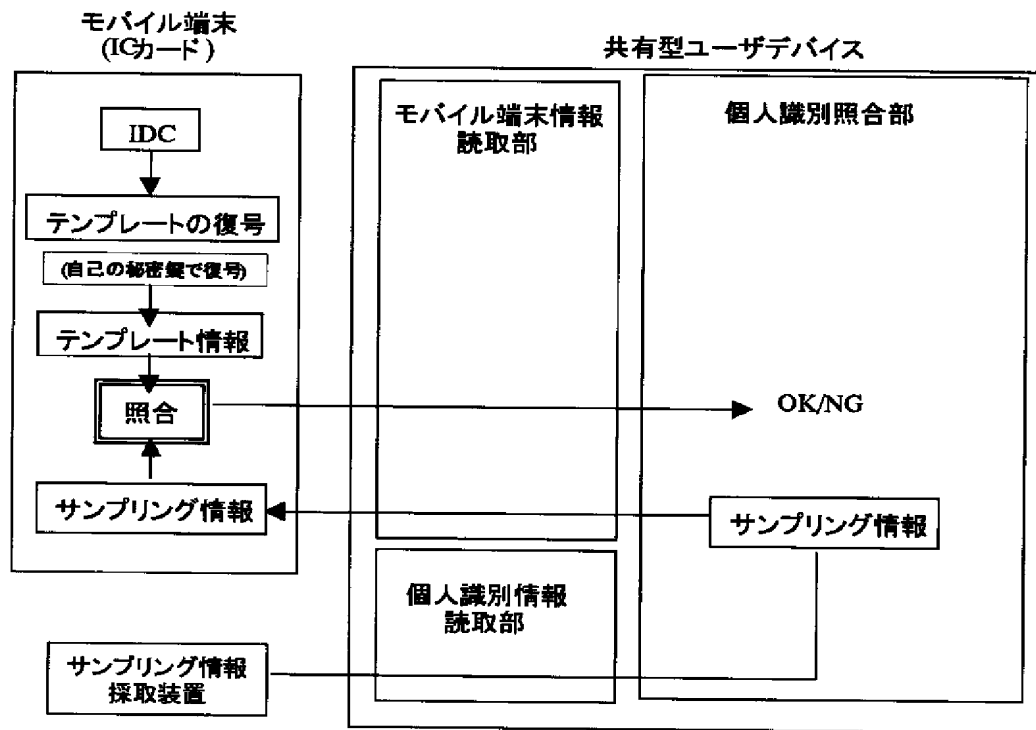 モバイル端末
(ICカード)
IDC
テンプレートの復号
(自己の秘密鍵で復号)
テンプレート情報
照合
サンプリング情報
サンプリング情報
採取装置
共有型ユーザデバイス
モバイル端末情報
読取部
個人識別情報
読取部
個人識別照合部
OK/NG
サンプリング情報